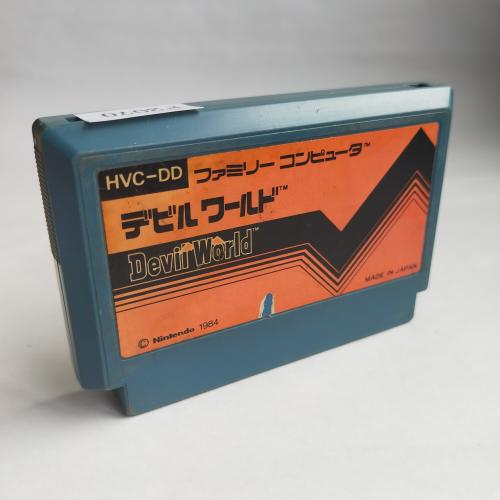 F2020
HVC-DD ファミリー コンピュータ™
デビル ワールド™
Devil World™
MADE IN JAPAN
© Nintendo 1984